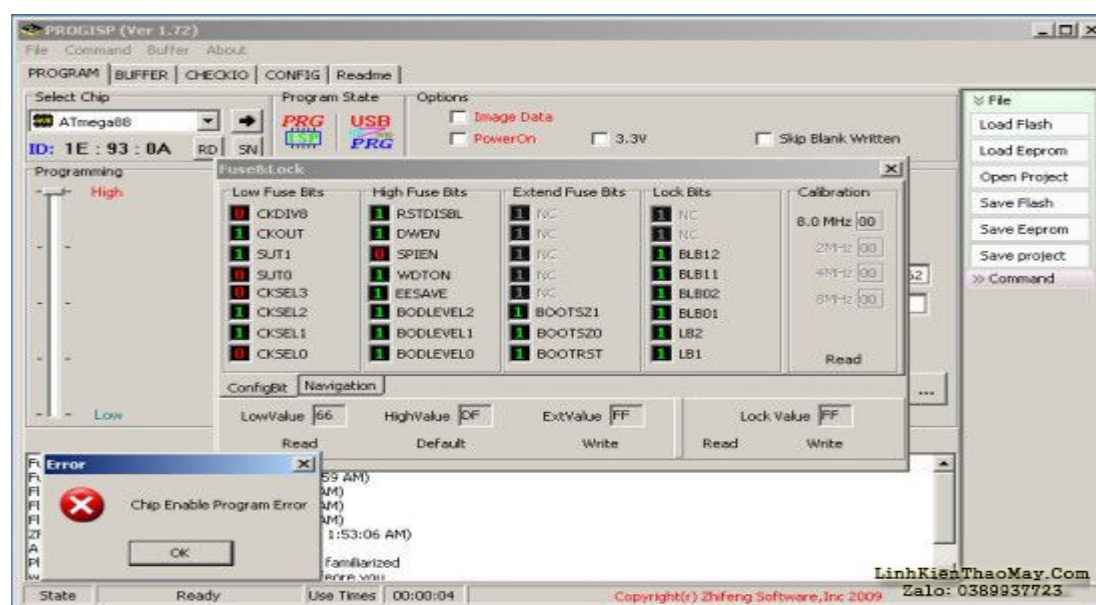 PROGISP (Ver 1.72)
File Command Buffer About
PROGRAM BUFFER CHECKIO CONFIG Readme
Select Chip Program State Options
ATmega88 PRG ISP USB PRG Image Data
PowerOn 3.3V Skip Blank Written
ID: 1E : 93 : 0A RD SN
Programming
High
Low
File
Load Flash
Load Eeprom
Open Project
Save Flash
Save Eeprom
Save project
Command
Fuse&Lock
Low Fuse Bits High Fuse Bits Extend Fuse Bits Lock Bits Calibration
0 CKDIV8 1 RSTDISBL 1 NC 1 NC
1 CKOUT 1 DWEN 1 NC 1 NC
1 SUT1 0 SPIEN 1 NC 1 BLB12
0 SUT0 1 WDTON 1 NC 1 BLB11
0 CKSEL3 1 EESAVE 1 NC 1 BLB02
1 CKSEL2 1 BODLEVEL2 1 BOOTSZ1 1 BLB01
1 CKSEL1 1 BODLEVEL1 1 BOOTSZ0 1 LB2
0 CKSEL0 1 BODLEVEL0 1 BOOTRST 1 LB1
8.0 MHz 00
2MHz 00
4MHz 00
8MHz 00
Read
ConfigBit Navigation
LowValue 66 HighValue DF ExtValue FF Lock Value FF
Read Default Write Read Write
Error
Chip Enable Program Error
OK
59 AM)
AM)
AM)
AM)
1:53:06 AM)
familiarized
before you
State Ready Use Times 00:00:04 Copyright(r) Zhifeng Software,Inc 2009
LinhKienThaoMay.Com
Zalo: 0389937723